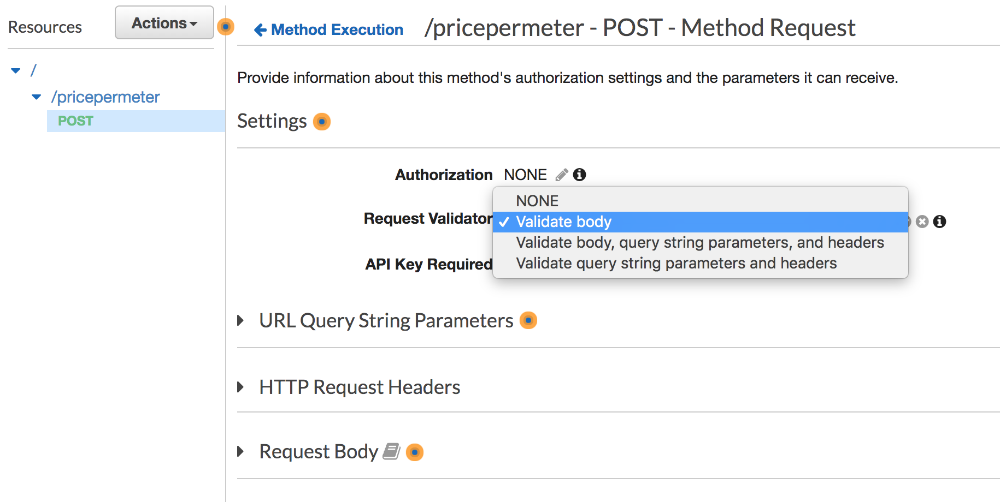 Resources
Actions
/
/pricepermeter
POST
Method Execution
/pricepermeter - POST - Method Request
Provide information about this method's authorization settings and the parameters it can receive.
Settings
Authorization NONE
NONE
Request Validator
Validate body
Validate body, query string parameters, and headers
API Key Required
Validate query string parameters and headers
URL Query String Parameters
HTTP Request Headers
Request Body